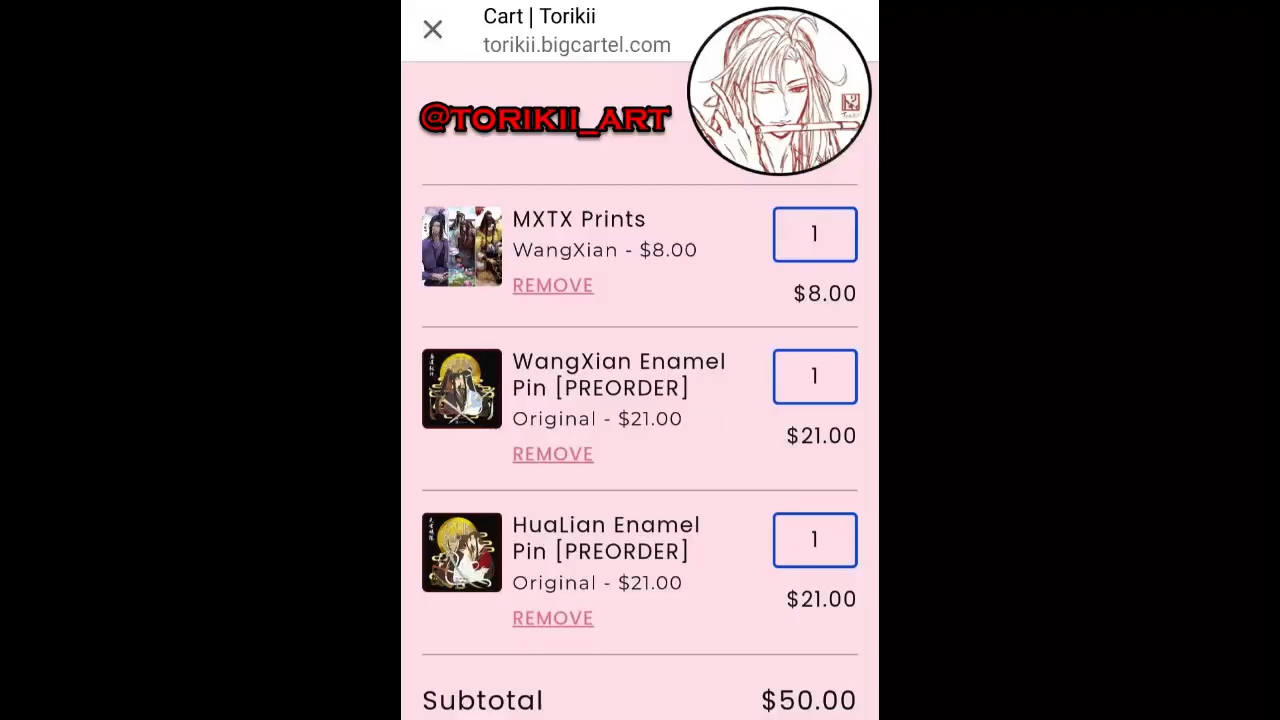 Cart | Torikii
torikii.bigcartel.com
@TORIKII_ART
MXTX Prints
WangXian - $8.00
REMOVE
1
$8.00
WangXian Enamel
Pin [PREORDER]
Original - $21.00
REMOVE
1
$21.00
HuaLian Enamel
Pin [PREORDER]
Original - $21.00
REMOVE
1
$21.00
Subtotal
$50.00